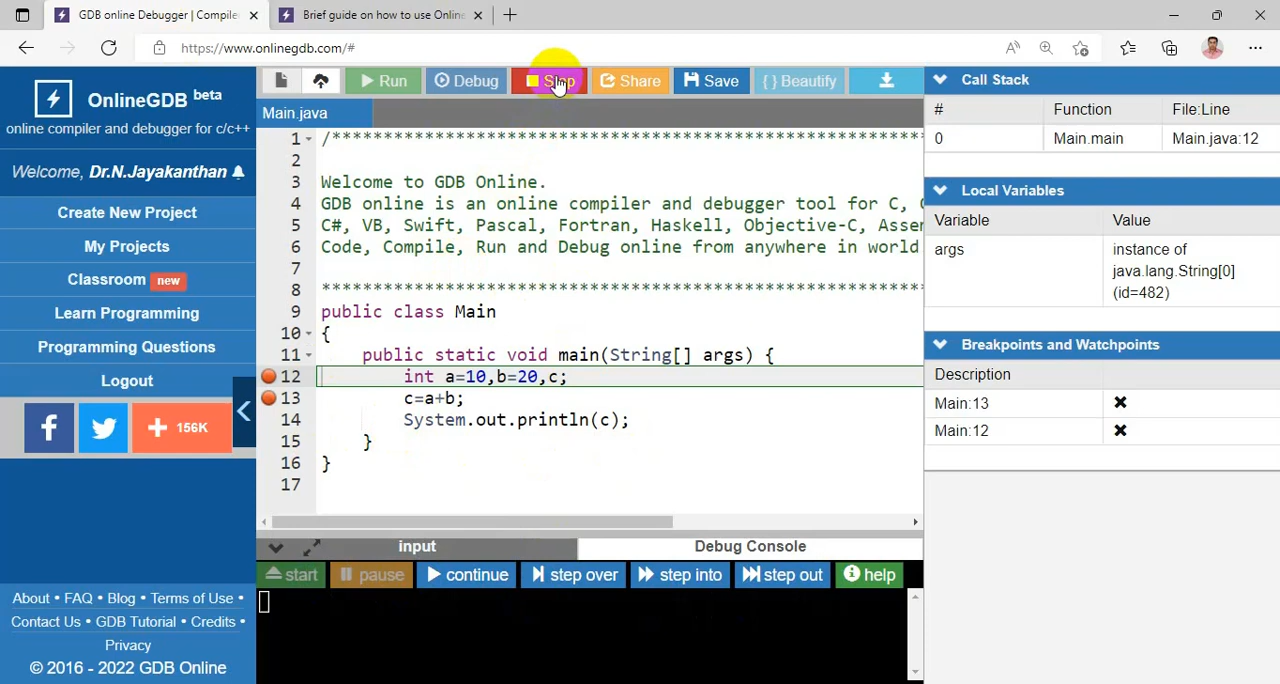 GDB online Debugger | Compiler
Brief guide on how to use Online
https://www.onlinegdb.com/#
OnlineGDB beta
online compiler and debugger for c/c++
Welcome, Dr.N.Jayakanthan
Create New Project
My Projects
Classroom new
Learn Programming
Programming Questions
Logout
156K
About • FAQ • Blog • Terms of Use •
Contact Us • GDB Tutorial • Credits •
Privacy
© 2016 - 2022 GDB Online
Run Debug Stop Share Save { } Beautify
Main.java
1 /******************************************************************************
2
3 Welcome to GDB Online.
4 GDB online is an online compiler and debugger tool for C,
5 C#, VB, Swift, Pascal, Fortran, Haskell, Objective-C, Asse
6 Code, Compile, Run and Debug online from anywhere in world
7
8 *******************************************************************************
9 public class Main
10 {
11 public static void main(String[] args) {
12 int a=10,b=20,c;
13 c=a+b;
14 System.out.println(c);
15 }
16 }
17
input
Debug Console
start pause continue step over step into step out help
Call Stack
# Function File:Line
0 Main.main Main.java:12
Local Variables
Variable Value
args instance of
java.lang.String[0]
(id=482)
Breakpoints and Watchpoints
Description
Main:13
Main:12